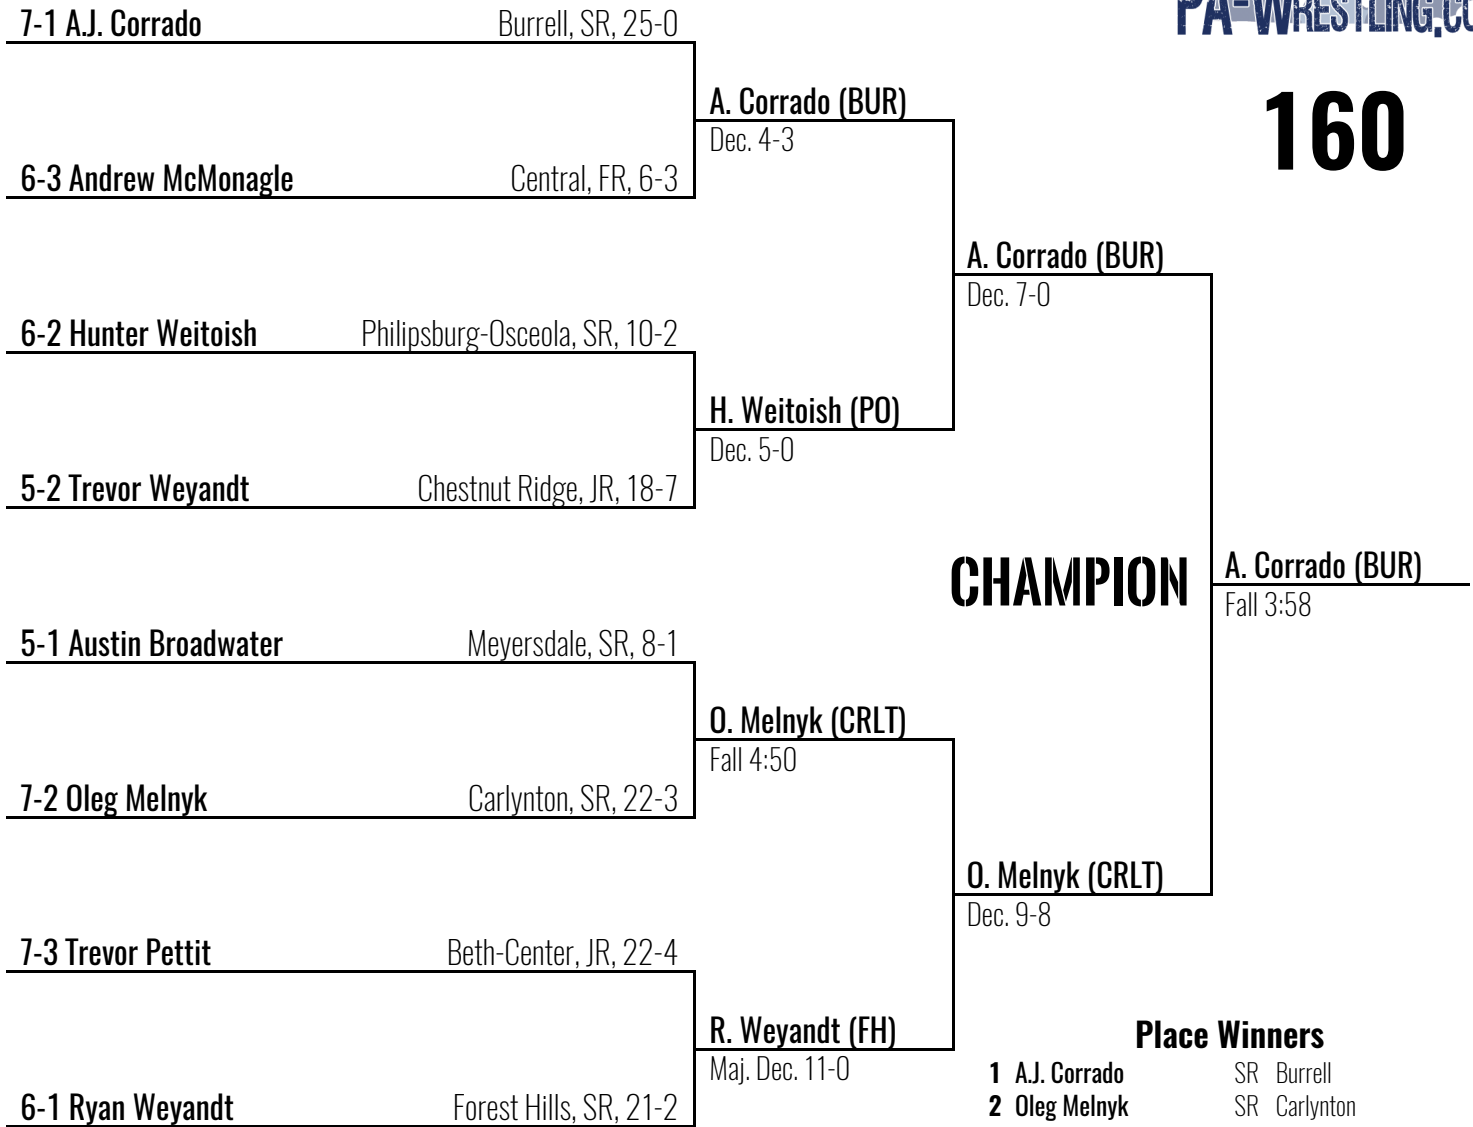 PA-WRESTLING.CO
160
7-1 A.J. Corrado Burrell, SR, 25-0
A. Corrado (BUR)
Dec. 4-3
6-3 Andrew McMonagle Central, FR, 6-3
A. Corrado (BUR)
Dec. 7-0
6-2 Hunter Weitoish Philipsburg-Osceola, SR, 10-2
H. Weitoish (PO)
Dec. 5-0
5-2 Trevor Weyandt Chestnut Ridge, JR, 18-7
CHAMPION
A. Corrado (BUR)
Fall 3:58
5-1 Austin Broadwater Meyersdale, SR, 8-1
O. Melnyk (CRLT)
Fall 4:50
7-2 Oleg Melnyk Carlynton, SR, 22-3
O. Melnyk (CRLT)
Dec. 9-8
7-3 Trevor Pettit Beth-Center, JR, 22-4
R. Weyandt (FH)
Maj. Dec. 11-0
6-1 Ryan Weyandt Forest Hills, SR, 21-2
Place Winners
1 A.J. Corrado SR Burrell
2 Oleg Melnyk SR Carlynton